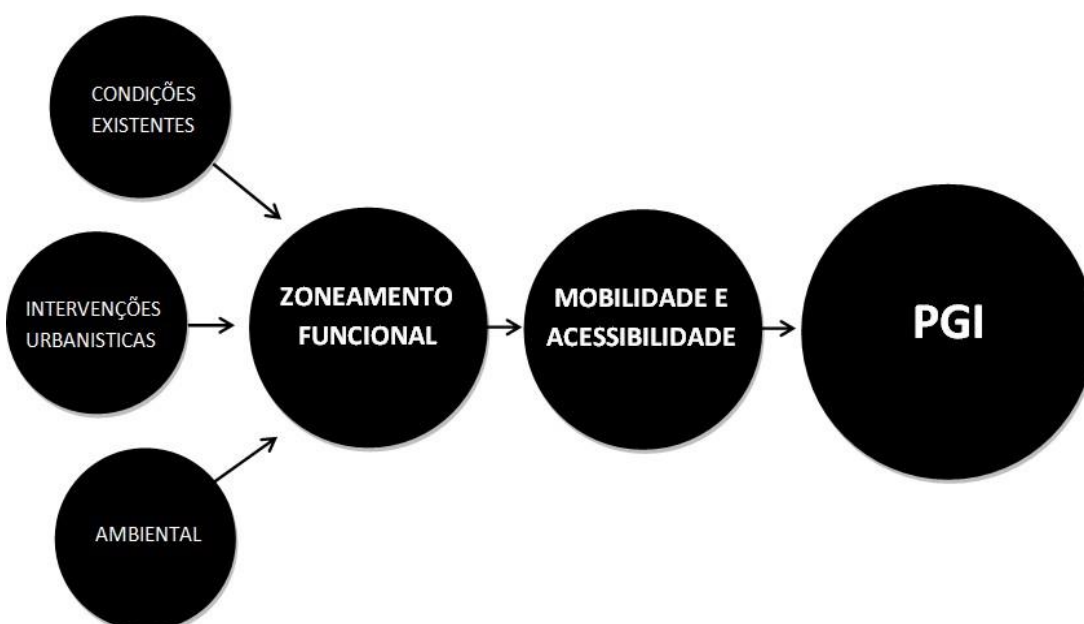 CONDIÇÕES
EXISTENTES
INTERVENÇÕES
URBANISTICAS
AMBIENTAL
ZONEAMENTO
FUNCIONAL
MOBILIDADE E
ACESSIBILIDADE
PGI